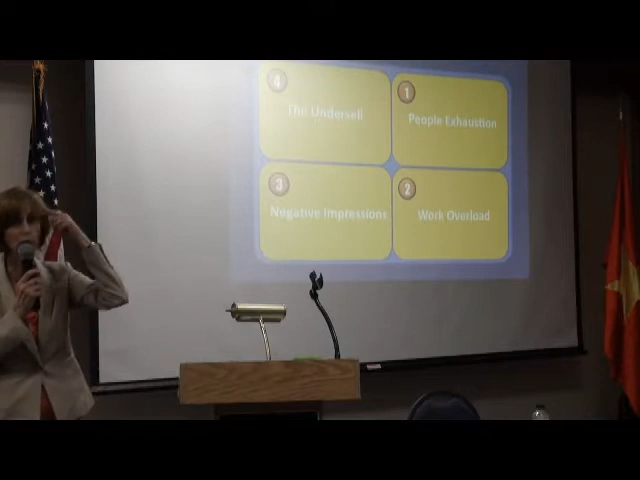 4
The Undersell
1
People Exhaustion
3
Negative Impressions
2
Work Overload